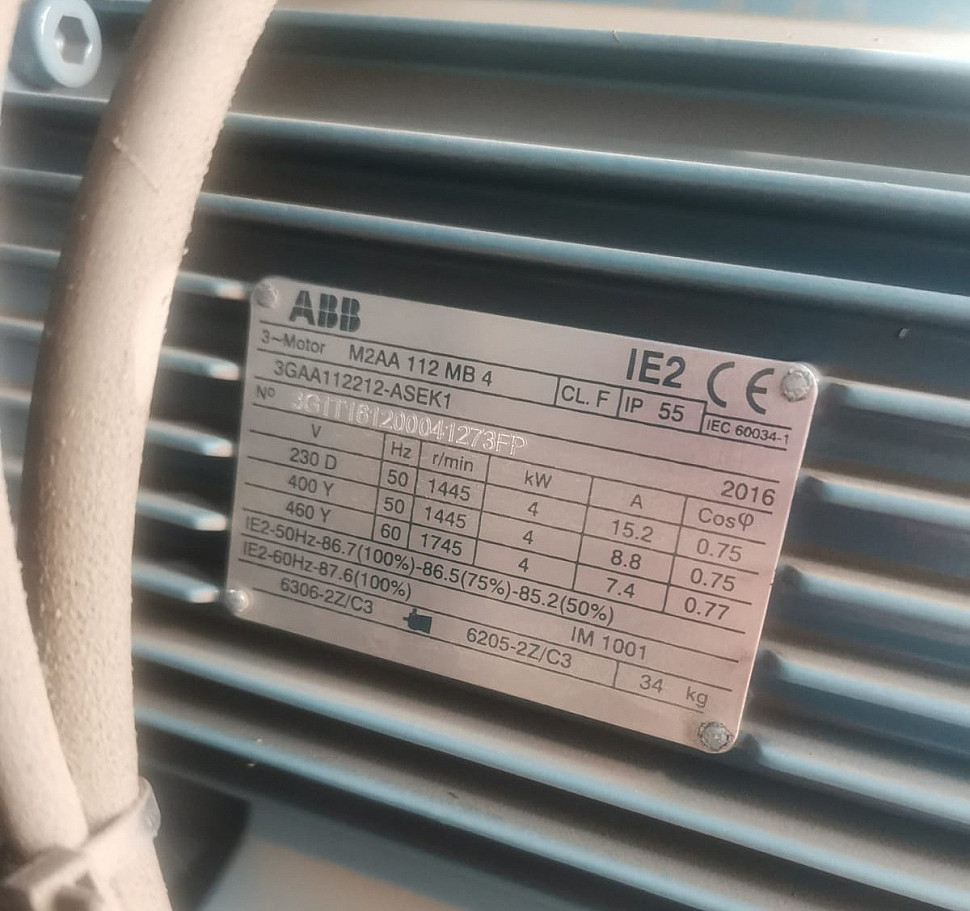 ABB
IE2 CE
3~Motor M2AA 112 MB 4 CL. F IP 55 IEC 60034-1
3GAA112212-ASEK1
Nº 3G1T161200041273FP 2016
V Hz r/min kW A Cosφ
230 D 50 1445 4 15.2 0.75
400 Y 50 1445 4 8.8 0.75
460 Y 60 1745 4 7.4 0.77
IE2-50Hz-86.7(100%)-86.5(75%)-85.2(50%)
IE2-60Hz-87.6(100%) IM 1001
6306-2Z/C3 6205-2Z/C3 34 kg